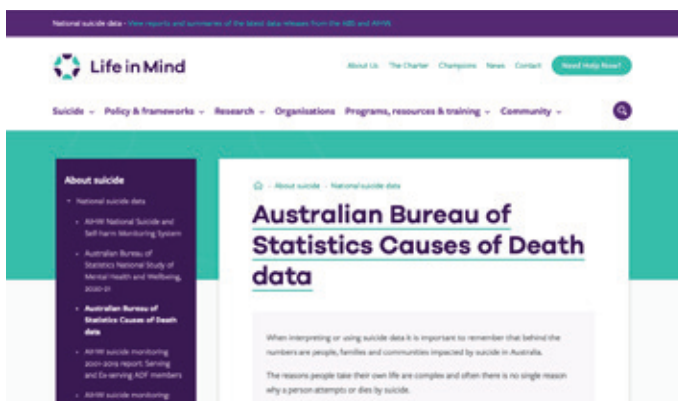 National suicide data - View reports and summaries of the latest data releases from the ABS and AIHW.
Life in Mind
About Us The Charter Champions News Contact Need Help Now?
Suicide Policy & frameworks Research Organisations Programs, resources & training Community
About suicide
National suicide data
AIHW National Suicide and
Self-harm Monitoring System
Australian Bureau of
Statistics National Study of
Mental Health and Wellbeing,
2020-21
Australian Bureau of
Statistics Causes of Death
data
AIHW suicide monitoring
2001-2019 report: Serving
and Ex-serving ADF members
AIHW suicide monitoring
About suicide National suicide data
Australian Bureau of
Statistics Causes of Death
data
When interpreting or using suicide data it is important to remember that behind the
numbers are people, families and communities impacted by suicide in Australia.
The reasons people take their own life are complex and often there is no single reason
why a person attempts or dies by suicide.